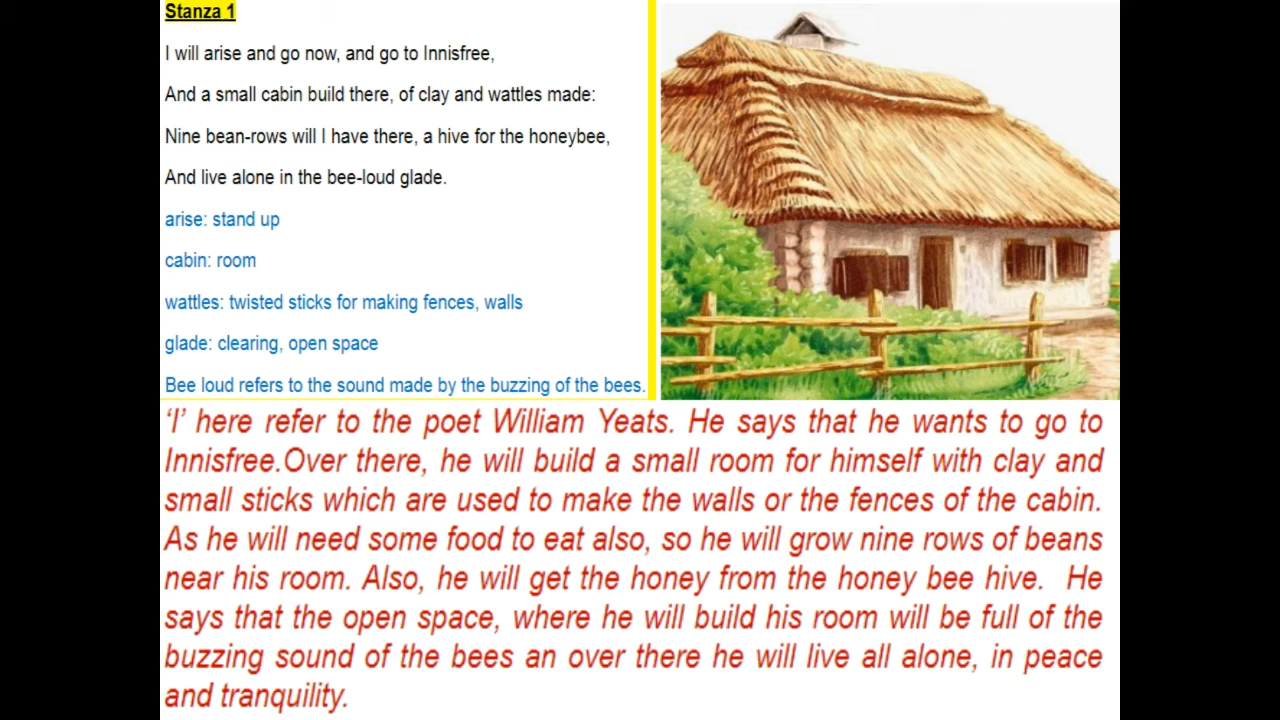 Stanza 1
I will arise and go now, and go to Innisfree,
And a small cabin build there, of clay and wattles made:
Nine bean-rows will I have there, a hive for the honeybee,
And live alone in the bee-loud glade.
arise: stand up
cabin: room
wattles: twisted sticks for making fences, walls
glade: clearing, open space
Bee loud refers to the sound made by the buzzing of the bees.
‘I’ here refer to the poet William Yeats. He says that he wants to go to
Innisfree.Over there, he will build a small room for himself with clay and
small sticks which are used to make the walls or the fences of the cabin.
As he will need some food to eat also, so he will grow nine rows of beans
near his room. Also, he will get the honey from the honey bee hive.  He
says that the open space, where he will build his room will be full of the
buzzing sound of the bees an over there he will live all alone, in peace
and tranquility.